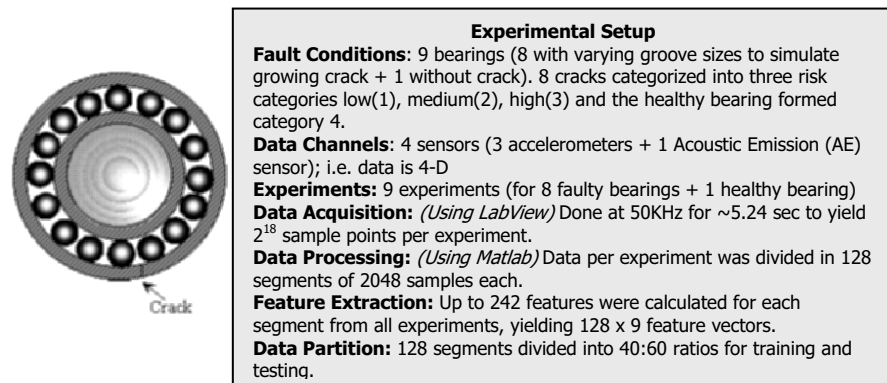 Experimental Setup
Fault Conditions: 9 bearings (8 with varying groove sizes to simulate
growing crack + 1 without crack). 8 cracks categorized into three risk
categories low(1), medium(2), high(3) and the healthy bearing formed
category 4.
Data Channels: 4 sensors (3 accelerometers + 1 Acoustic Emission (AE)
sensor); i.e. data is 4-D
Experiments: 9 experiments (for 8 faulty bearings + 1 healthy bearing)
Data Acquisition: (Using LabView) Done at 50KHz for ~5.24 sec to yield
2^18 sample points per experiment.
Data Processing: (Using Matlab) Data per experiment was divided in 128
segments of 2048 samples each.
Feature Extraction: Up to 242 features were calculated for each
segment from all experiments, yielding 128 x 9 feature vectors.
Data Partition: 128 segments divided into 40:60 ratios for training and
testing.
Crack